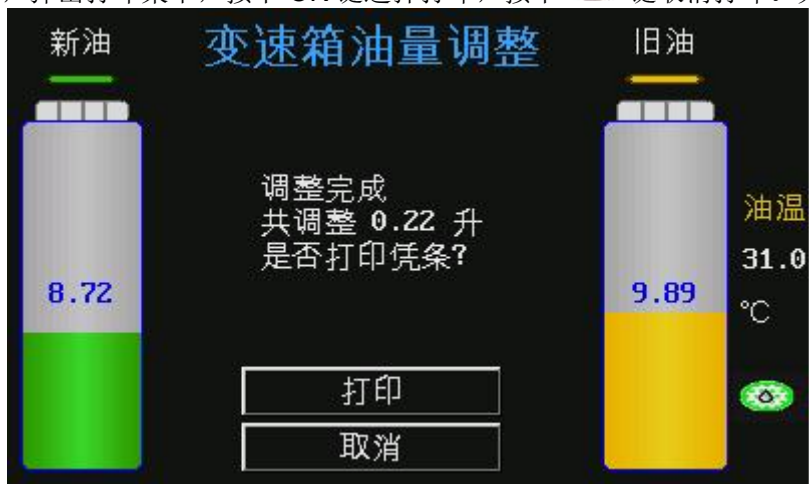 新油
变速箱油量调整
旧油
调整完成
共调整 0.22 升
是否打印凭条?
油温
31.0
℃
8.72
9.89
打印
取消